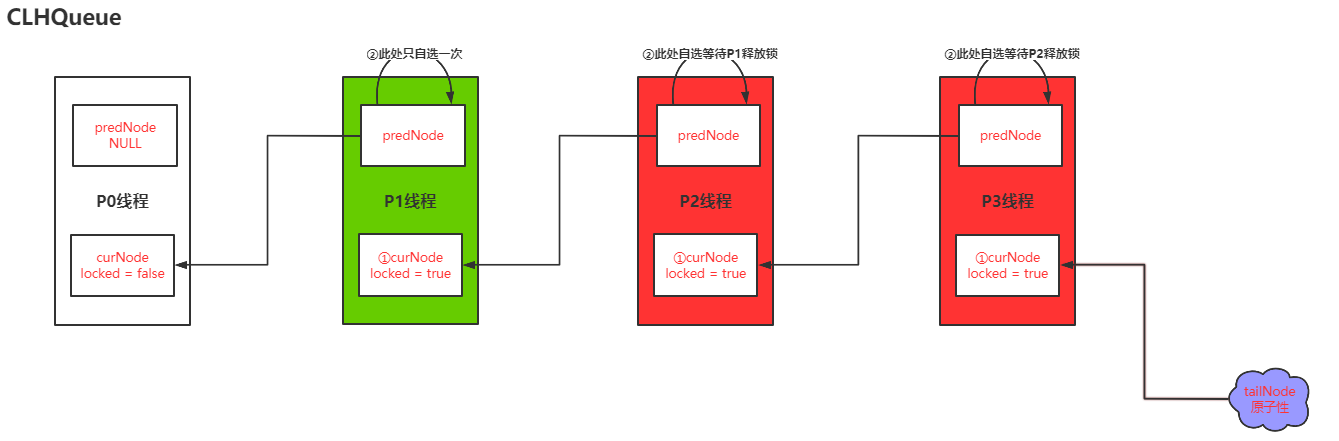 CLHQueue
②此处只自选一次
②此处自选等待P1释放锁
②此处自选等待P2释放锁
predNode
NULL
predNode
predNode
predNode
P0线程
P1线程
P2线程
P3线程
curNode
locked = false
①curNode
locked = true
①curNode
locked = true
①curNode
locked = true
tailNode
原子性